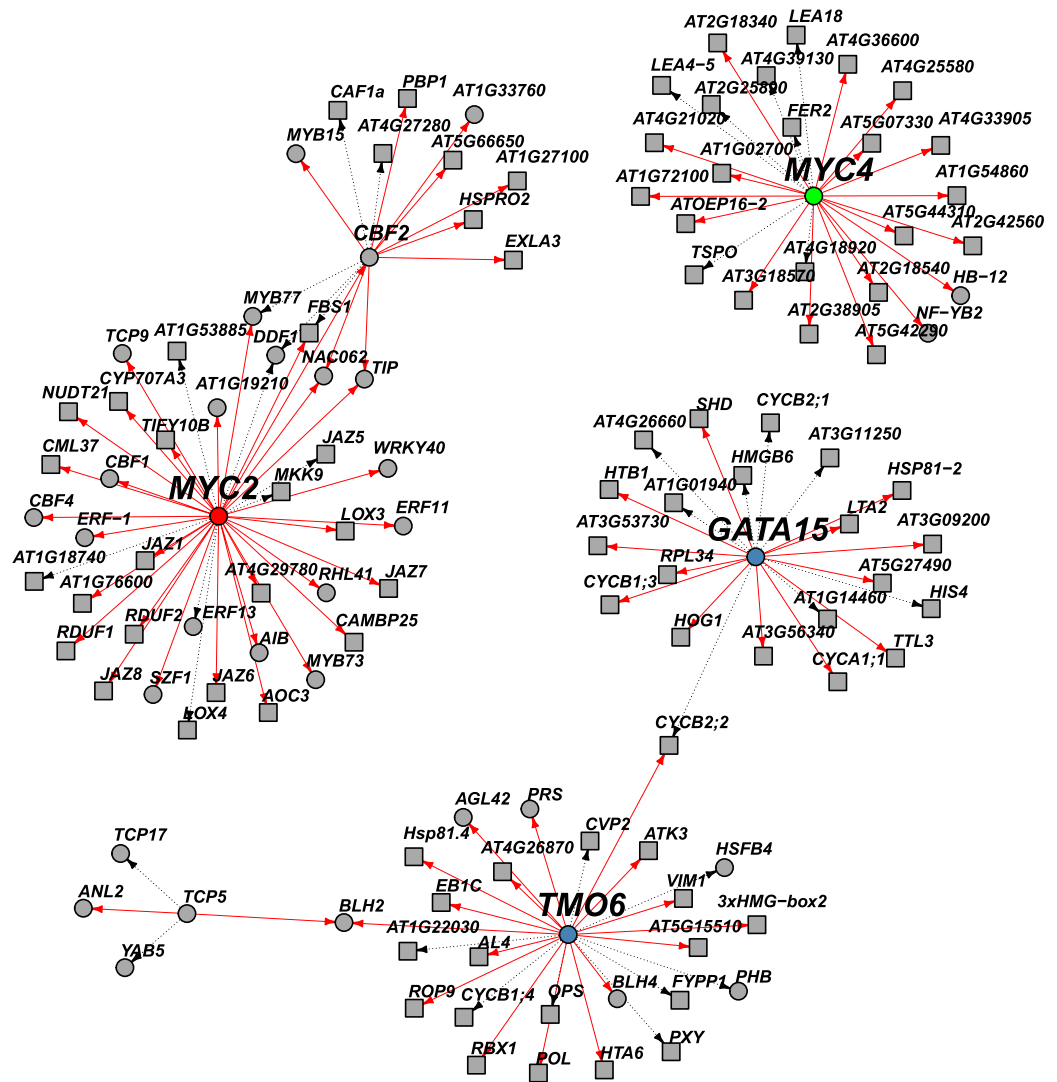 AT2G18340
LEA18
AT4G36600
LEA4-5
AT4G39130
AT4G25580
AT2G25890
FER2
AT4G21020
AT5G07330
AT4G33905
AT1G02700
MYC4
AT1G72100
AT1G54860
ATOEP16-2
AT5G44310
AT2G42560
TSPO
AT4G18920
AT3G18570
AT2G18540
HB-12
AT2G38905
NF-YB2
AT5G42290
CAF1a
PBP1
AT1G33760
MYB15
AT4G27280
AT5G66650
AT1G27100
HSPRO2
CBF2
EXLA3
MYB77
FBS1
DDF1
NAC062
TIP
TCP9
AT1G53885
CYP707A3
AT1G19210
NUDT21
TIFY10B
CML37
JAZ5
WRKY40
CBF1
MKK9
MYC2
CBF4
ERF-1
LOX3
ERF11
AT1G18740
JAZ1
AT1G76600
AT4G29780
RHL41
JAZ7
RDUF1
RDUF2
ERF13
CAMBP25
AIB
MYB73
JAZ8
SZF1
JAZ6
AOC3
LOX4
SHD
CYCB2;1
AT4G26660
AT3G11250
HMGB6
HTB1
AT1G01940
HSP81-2
LTA2
AT3G53730
GATA15
AT3G09200
RPL34
AT5G27490
CYCB1;3
AT1G14460
HIS4
HOG1
AT3G56340
TTL3
CYCA1;1
CYCB2;2
AGL42
PRS
Hsp81.4
AT4G26870
CVP2
ATK3
HSFB4
EB1C
VIM1
3xHMG-box2
TMO6
AT1G22030
AL4
AT5G15510
TCP17
ANL2
TCP5
BLH2
YAB5
ROP9
CYCB1;4
OPS
BLH4
FYPP1
PHB
RBX1
POL
HTA6
PXY